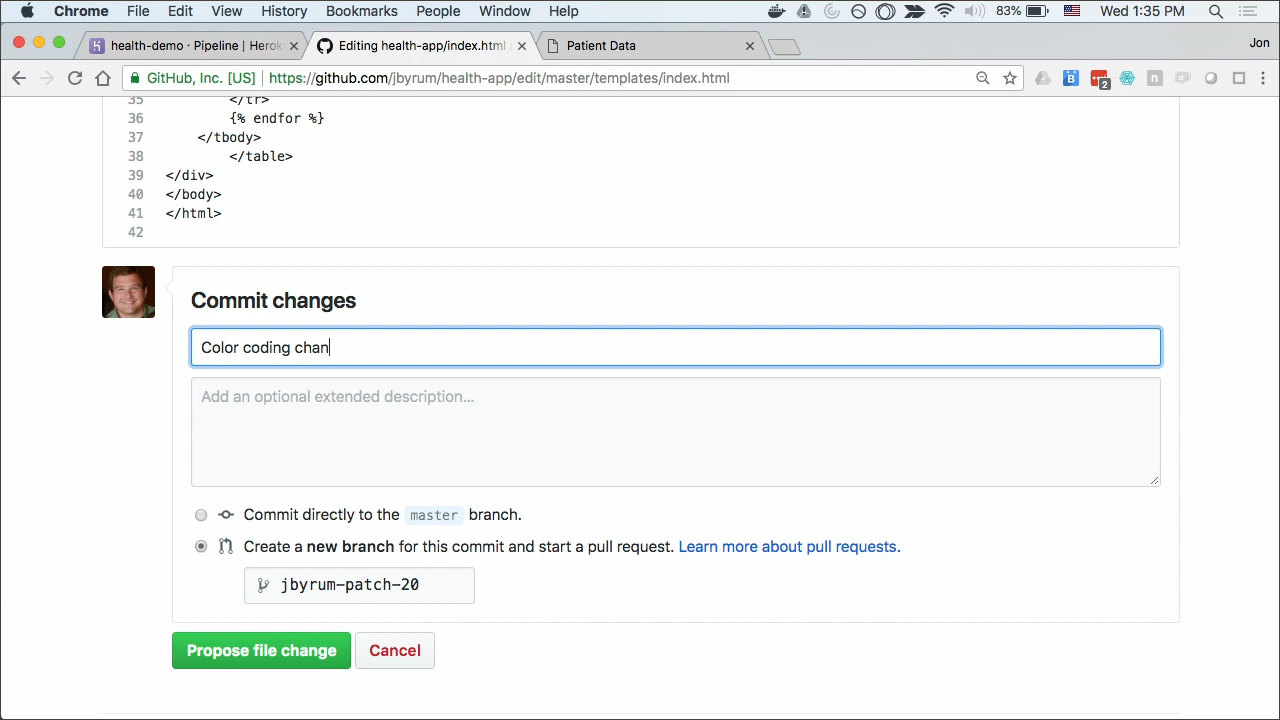 Chrome File Edit View History Bookmarks People Window Help 83% Wed 1:35 PM
health-demo · Pipeline | Herok Editing health-app/index.html Patient Data Jon
GitHub, Inc. [US] https://github.com/jbyrum/health-app/edit/master/templates/index.html 2
35 </tr>
36 {% endfor %}
37 </tbody>
38 </table>
39 </div>
40 </body>
41 </html>
42
Commit changes
Color coding chan
Add an optional extended description...
Commit directly to the master branch.
Create a new branch for this commit and start a pull request. Learn more about pull requests.
jbyrum-patch-20
Propose file change Cancel